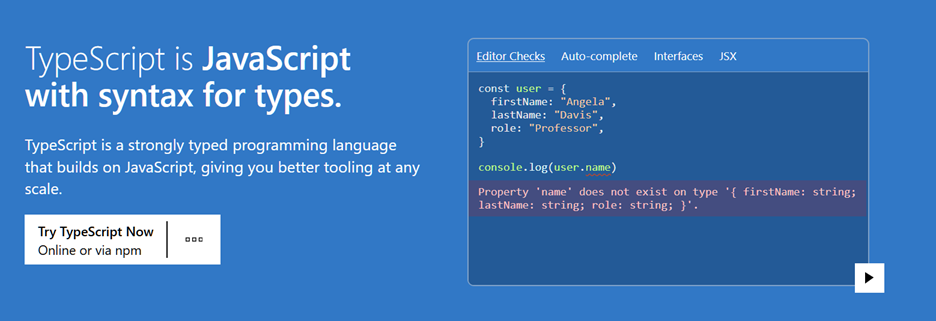 TypeScript is JavaScript
with syntax for types.
TypeScript is a strongly typed programming language
that builds on JavaScript, giving you better tooling at any
scale.
Try TypeScript Now
Online or via npm
Editor Checks Auto-complete Interfaces JSX
const user = {
  firstName: "Angela",
  lastName: "Davis",
  role: "Professor",
}
console.log(user.name)
Property 'name' does not exist on type '{ firstName: string;
lastName: string; role: string; }'.